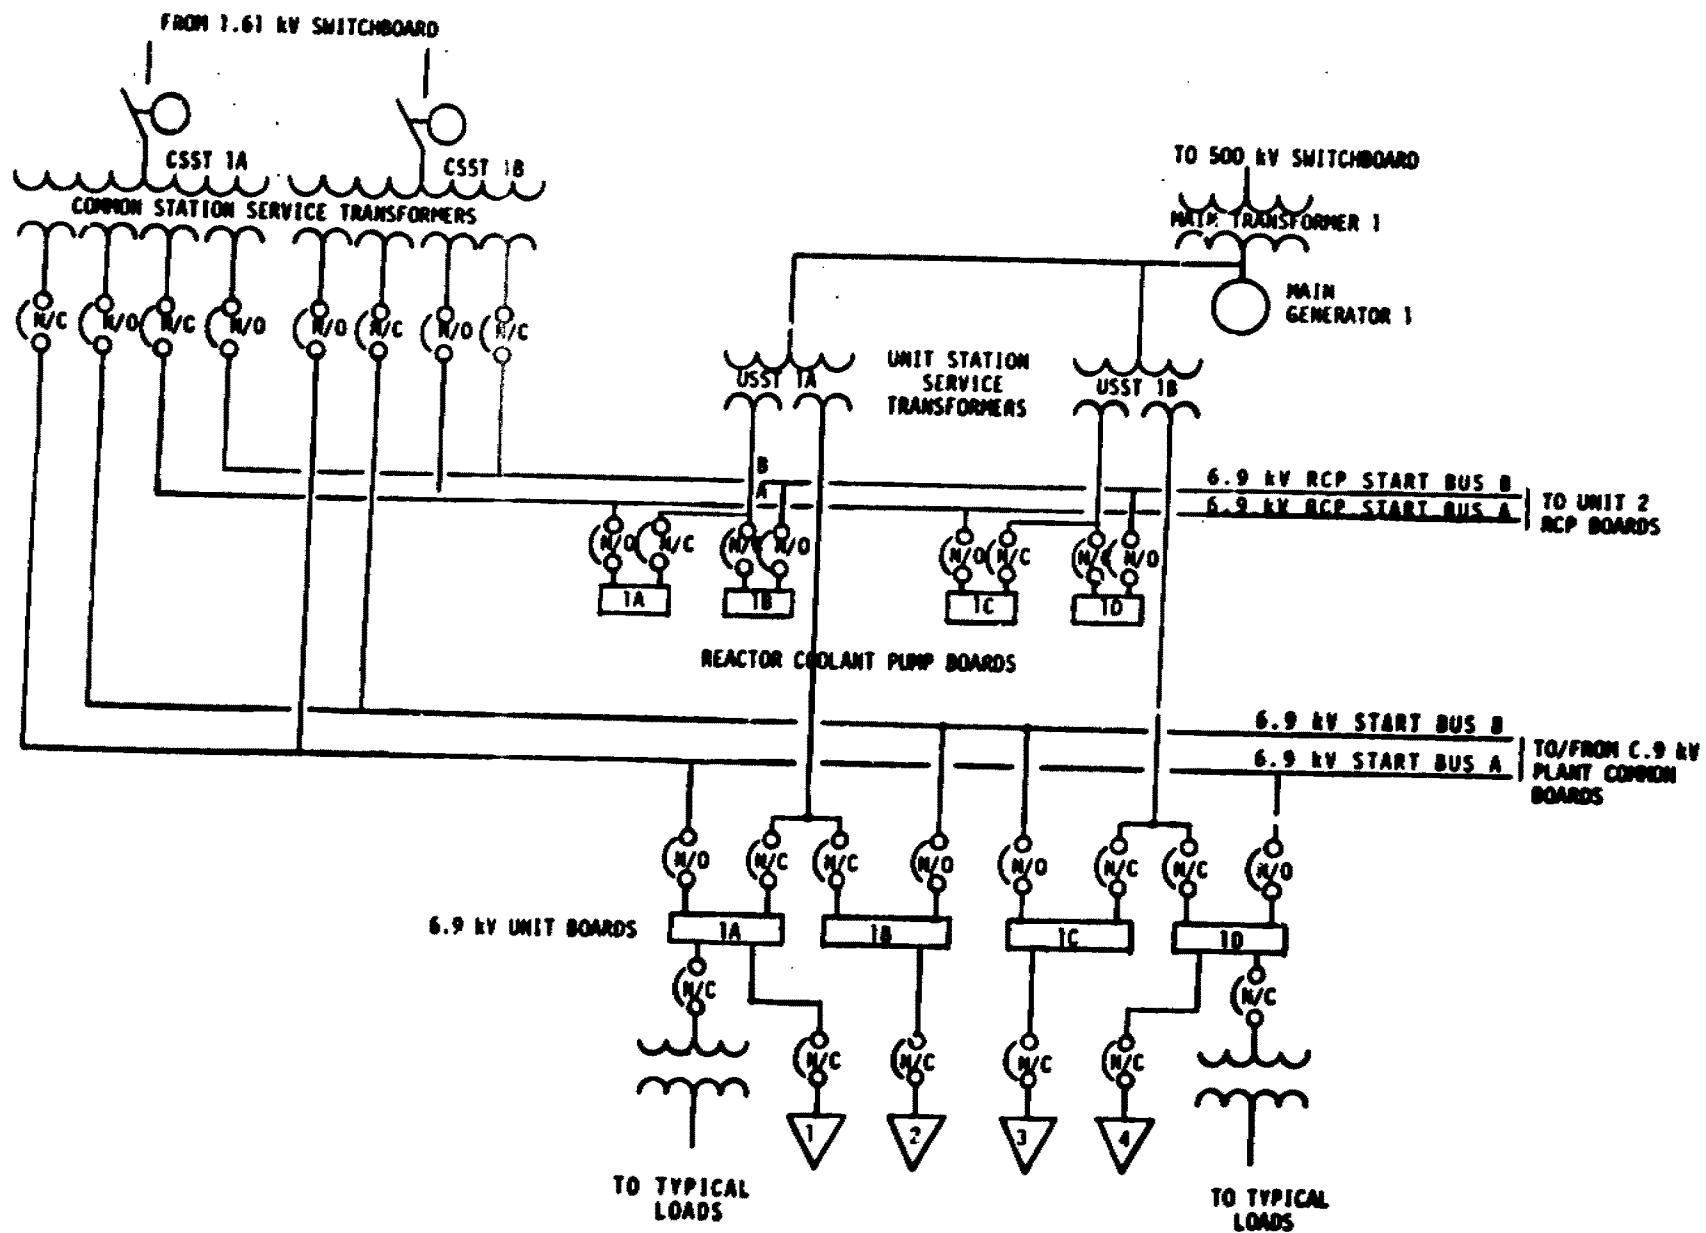 FROM 1.61 kV SWITCHBOARD
CSST 1A
CSST 1B
COMMON STATION SERVICE TRANSFORMERS
TO 500 kV SWITCHBOARD
MAIN TRANSFORMER 1
MAIN
GENERATOR 1
N/C N/O N/C N/O N/O N/C N/O N/C
USST 1A
UNIT STATION
SERVICE
TRANSFORMERS
USST 1B
B
A
6.9 kV RCP START BUS B
6.9 kV RCP START BUS A
TO UNIT 2
RCP BOARDS
N/O N/C N/C N/O N/O N/C N/C N/O
1A 1B 1C 1D
REACTOR COOLANT PUMP BOARDS
6.9 kV START BUS B
6.9 kV START BUS A
TO/FROM C.9 kV
PLANT COMMON
BOARDS
N/O N/C N/C N/O N/O N/C N/C N/O
6.9 kV UNIT BOARDS
1A 1B 1C 1D
N/C N/C
N/C N/C N/C N/C
1 2 3 4
TO TYPICAL
LOADS
TO TYPICAL
LOADS